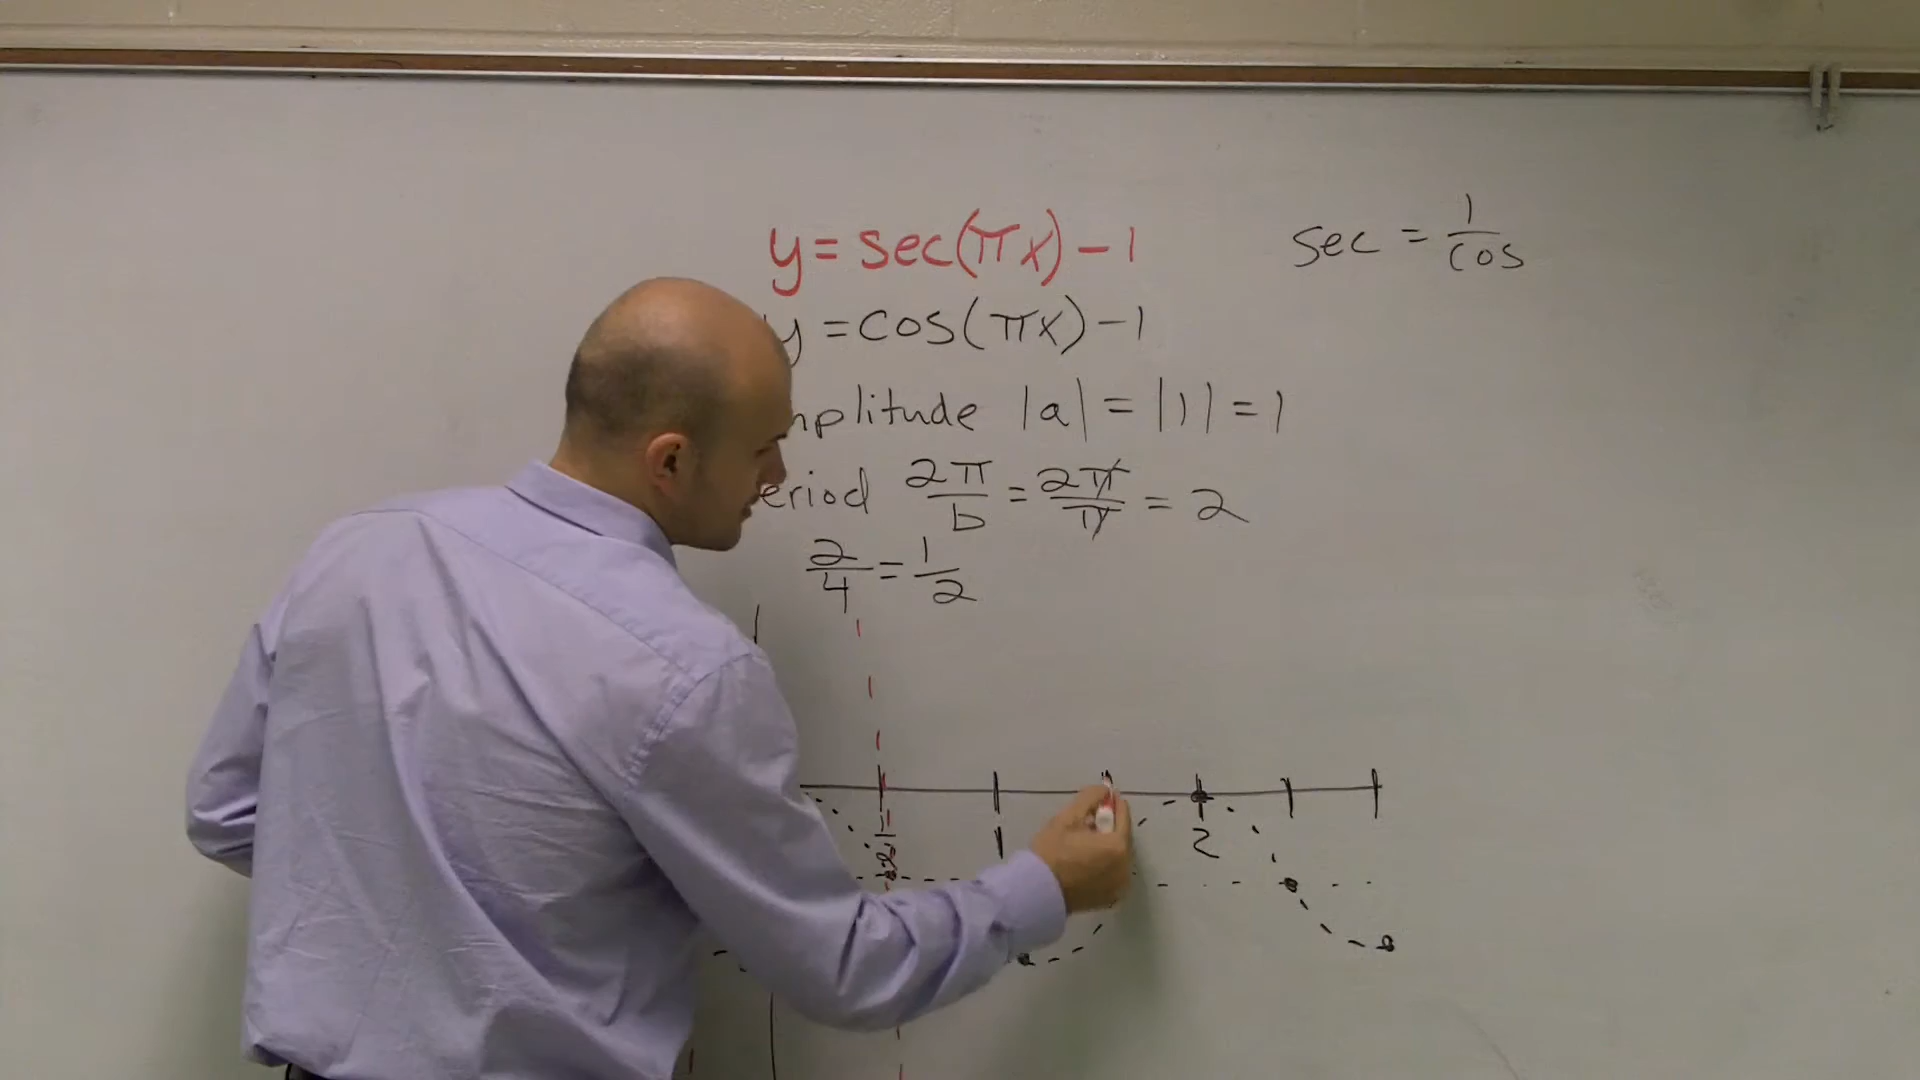 y = sec(πx) - 1
sec = 1/cos
y = cos(πx) - 1
mplitude |a| = |1| = 1
eriod 2π/b = 2π/π = 2
2/4 = 1/2
1/2 1 2